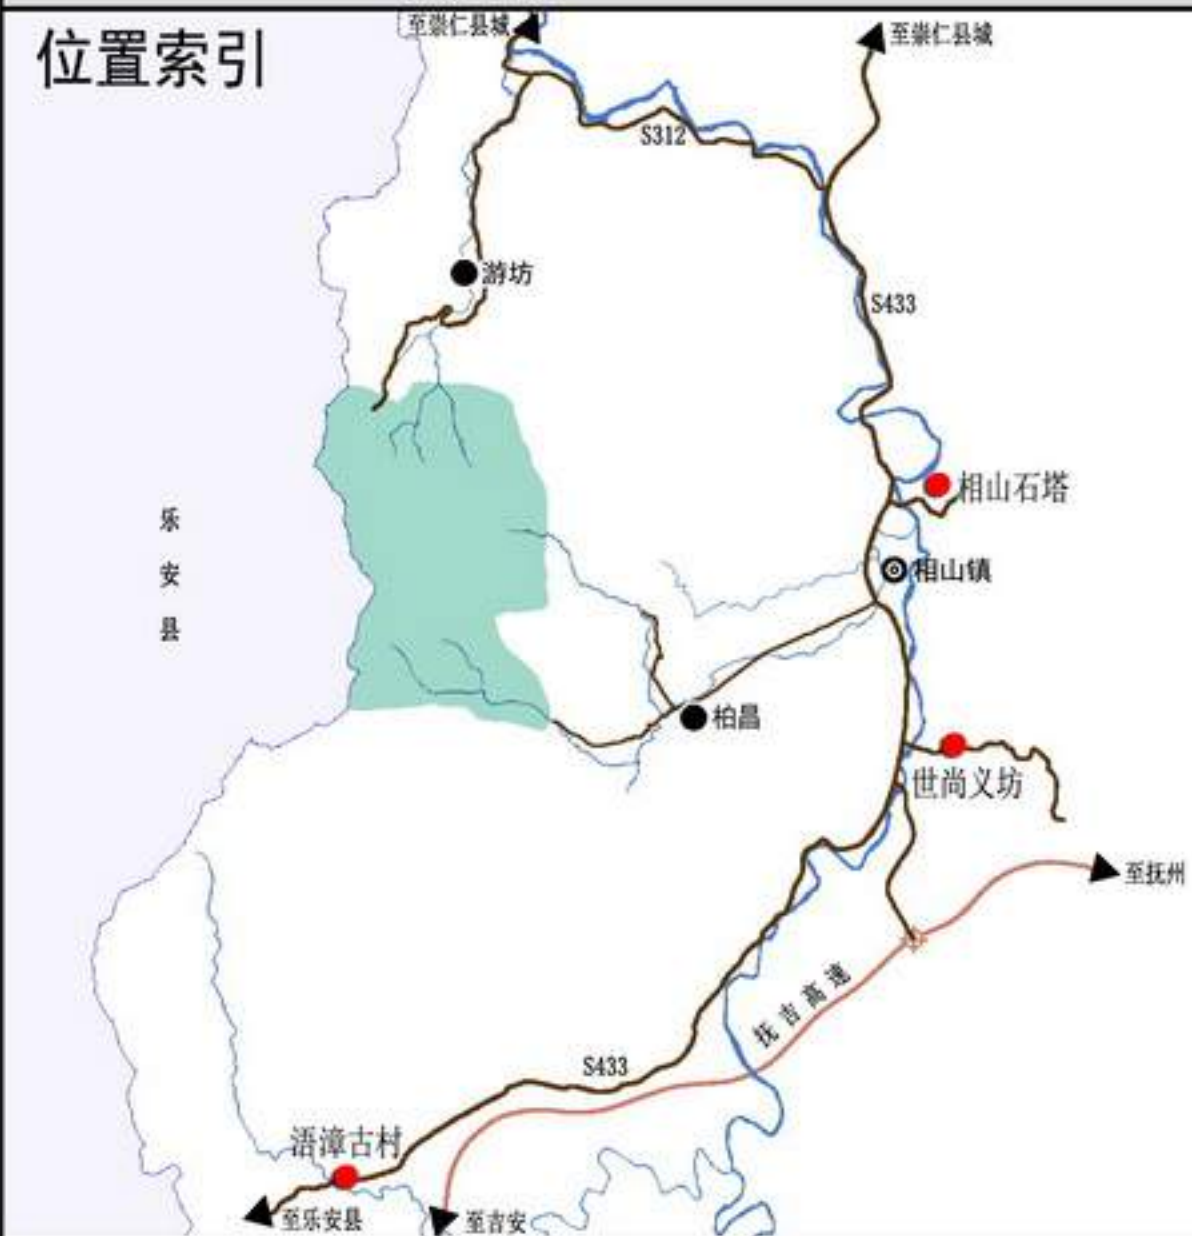 至崇仁县城
至崇仁县城
位置索引
S312
游坊
S433
相山石塔
乐安县
相山镇
柏昌
世尚义坊
至抚州
抚吉高速
S433
浯漳古村
至乐安县
至吉安